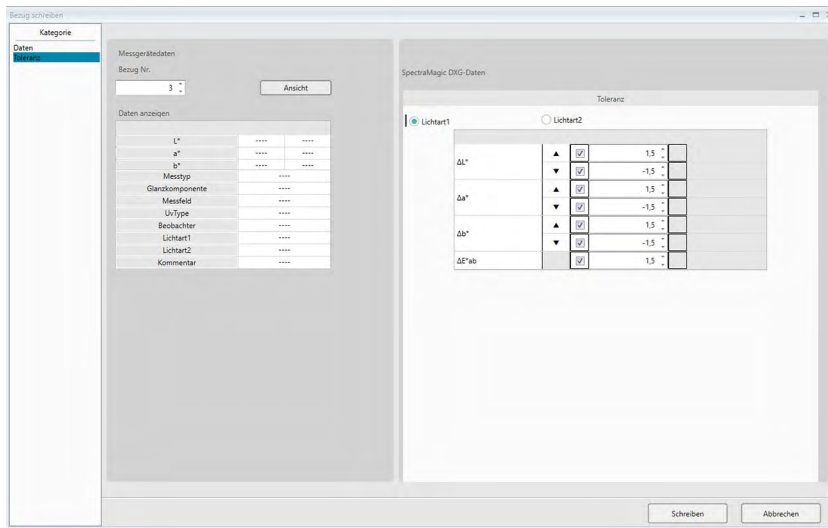 Bezug schreiben
Kategorie
Daten
Toleranz
Messgerätedaten
Bezug Nr.
3
Ansicht
Daten anzeigen
L* ---- ----
a* ---- ----
b* ---- ----
Messtyp ----
Glanzkomponente ----
Messfeld ----
UvType ----
Beobachter ----
Lichtart1 ----
Lichtart2 ----
Kommentar ----
SpectraMagic DXG-Daten
Toleranz
Lichtart1 Lichtart2
ΔL* ▲ 1,5
▼ -1,5
Δa* ▲ 1,5
▼ -1,5
Δb* ▲ 1,5
▼ -1,5
ΔE*ab 1,5
Schreiben Abbrechen